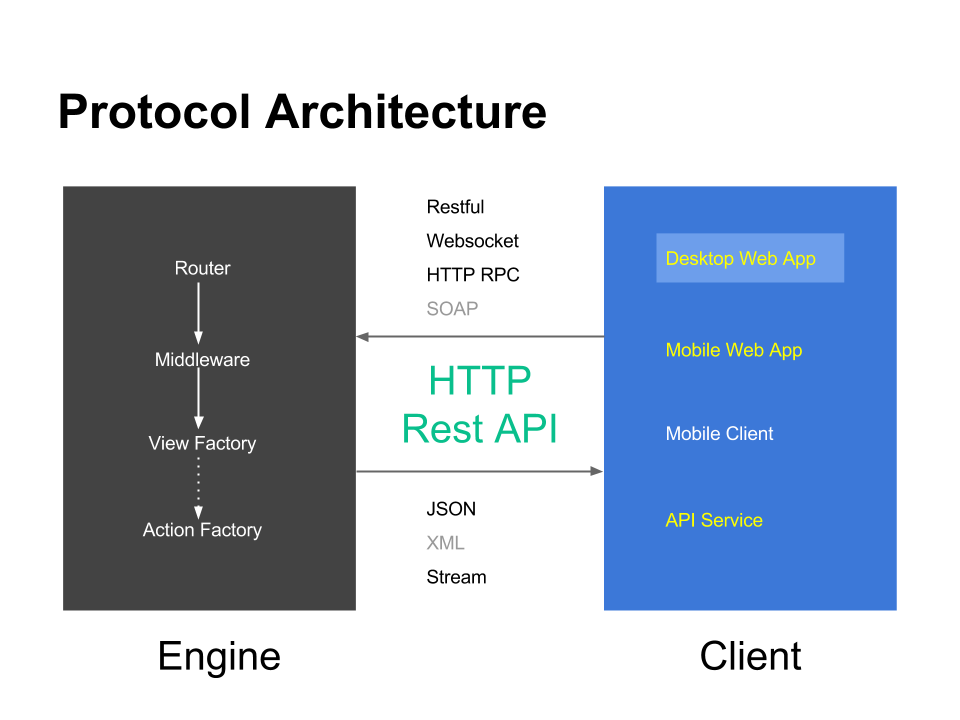 Protocol Architecture
Router
Middleware
View Factory
Action Factory
Restful
Websocket
HTTP RPC
SOAP
HTTP
Rest API
JSON
XML
Stream
Desktop Web App
Mobile Web App
Mobile Client
API Service
Engine
Client